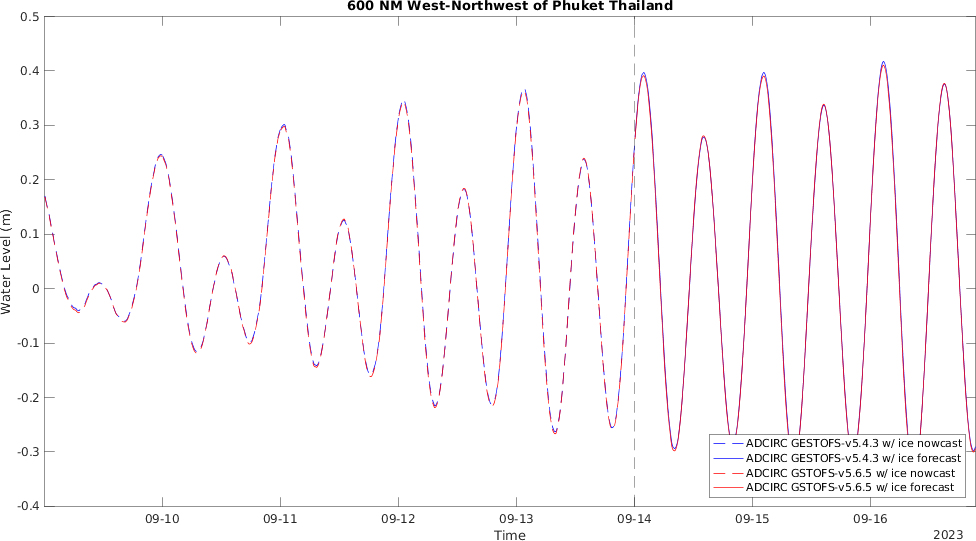 600 NM West-Northwest of Phuket Thailand
0.5
0.4
0.3
0.2
0.1
0
-0.1
-0.2
-0.3
-0.4
Water Level (m)
09-10
09-11
09-12
09-13
09-14
09-15
09-16
Time
2023
ADCIRC GESTOFS-v5.4.3 w/ ice nowcast
ADCIRC GESTOFS-v5.4.3 w/ ice forecast
ADCIRC GSTOFS-v5.6.5 w/ ice nowcast
ADCIRC GSTOFS-v5.6.5 w/ ice forecast